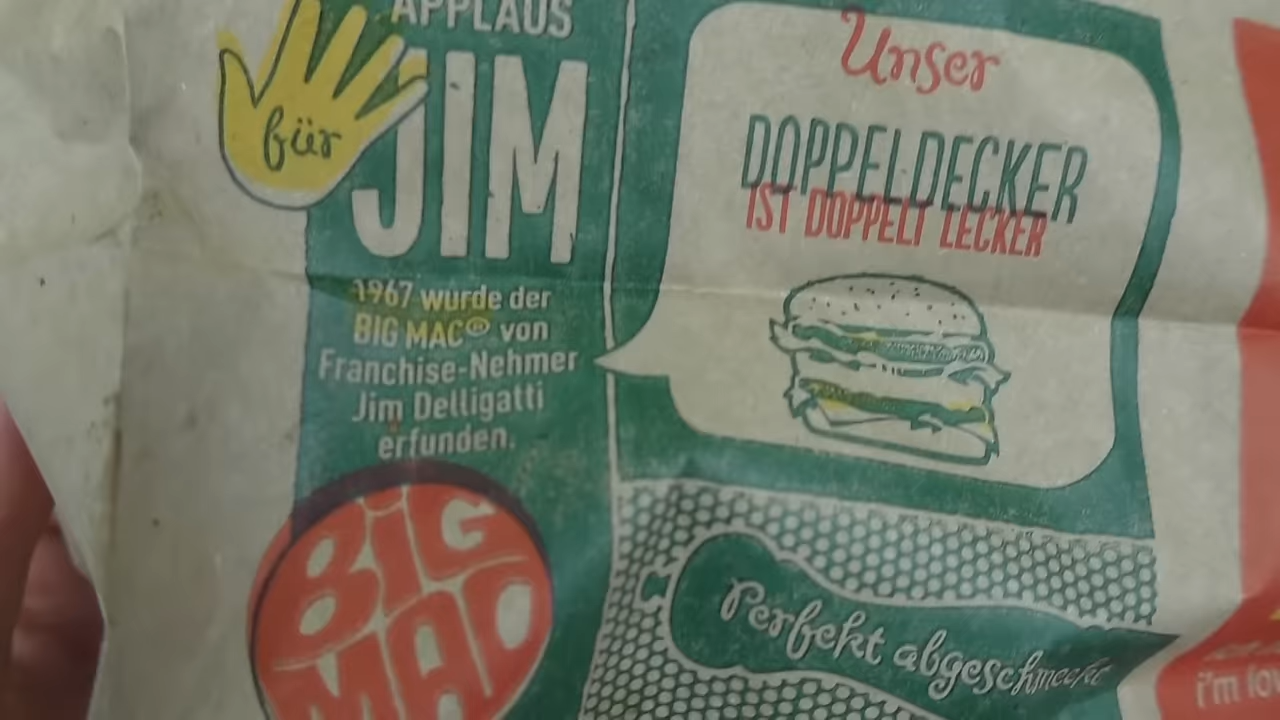 APPLAUS
für
JIM
1967 wurde der
BIG MAC® von
Franchise-Nehmer
Jim Delligatti
erfunden.
BiG
MAC
Unser
DOPPELDECKER
IST DOPPELT LECKER
Perfekt abgeschmeckt
i'm lov